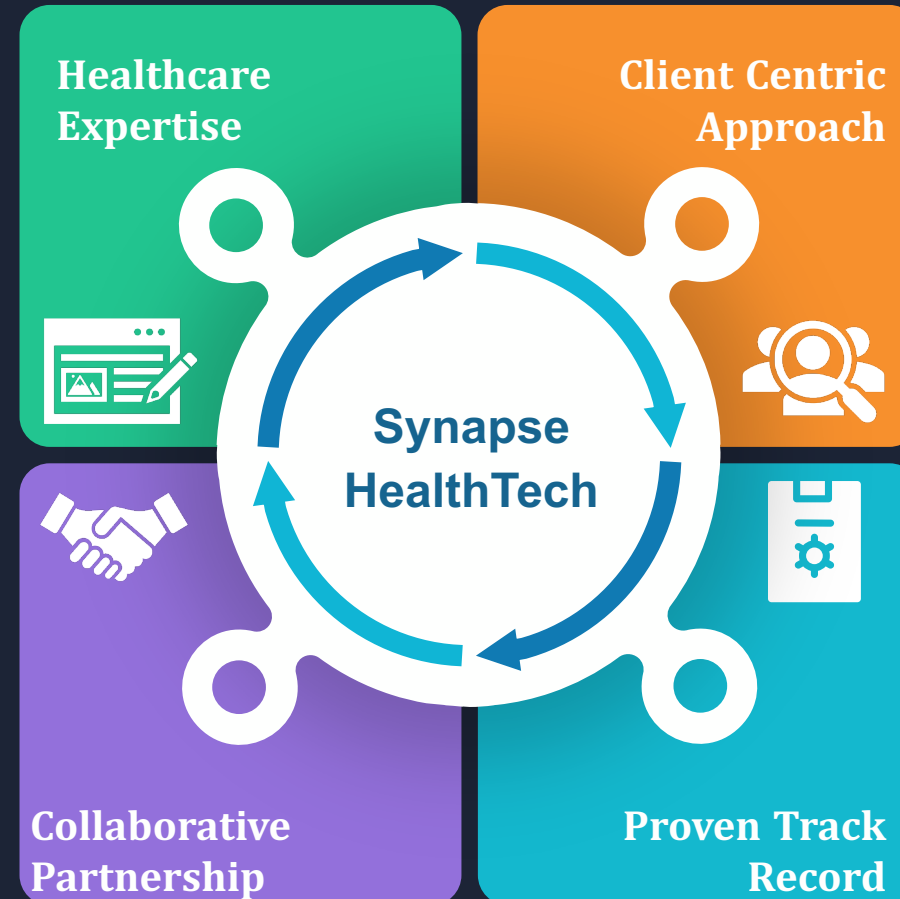 Healthcare
Expertise
Client Centric
Approach
Synapse
HealthTech
Collaborative
Partnership
Proven Track
Record